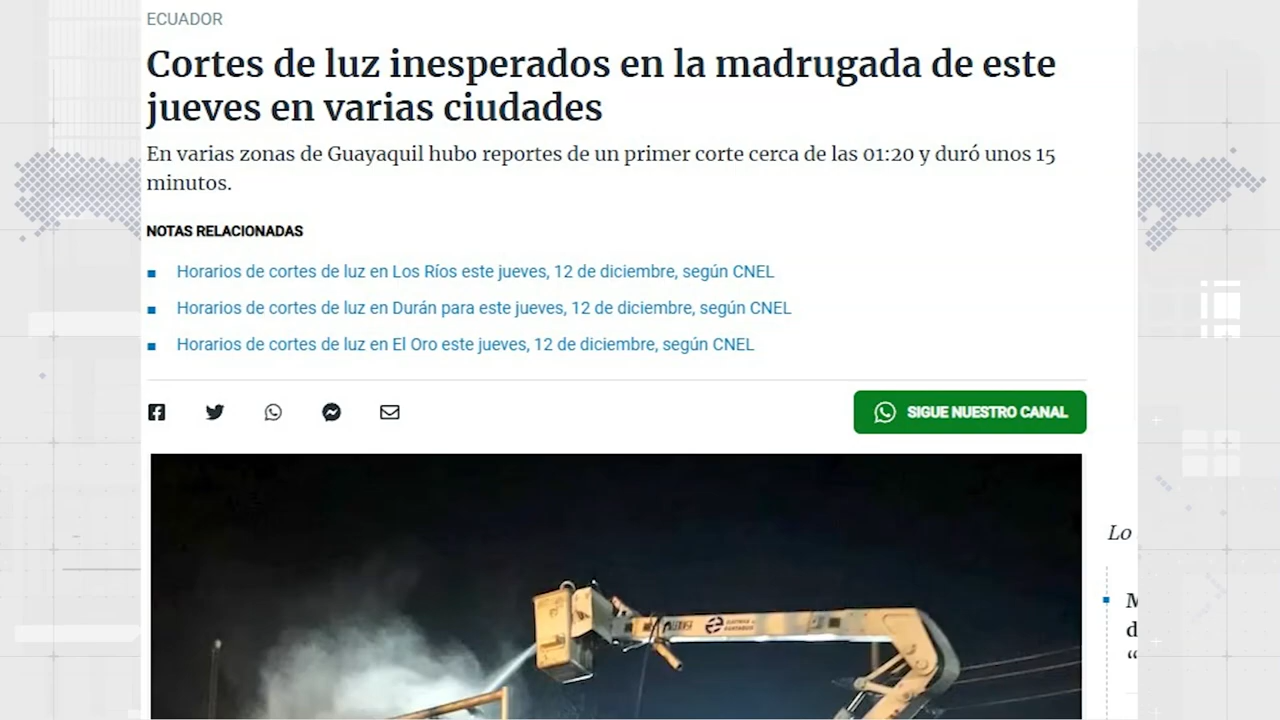 ECUADOR
Cortes de luz inesperados en la madrugada de este
jueves en varias ciudades
En varias zonas de Guayaquil hubo reportes de un primer corte cerca de las 01:20 y duró unos 15
minutos.
NOTAS RELACIONADAS
Horarios de cortes de luz en Los Ríos este jueves, 12 de diciembre, según CNEL
Horarios de cortes de luz en Durán para este jueves, 12 de diciembre, según CNEL
Horarios de cortes de luz en El Oro este jueves, 12 de diciembre, según CNEL
SIGUE NUESTRO CANAL
Lo
M
d
“